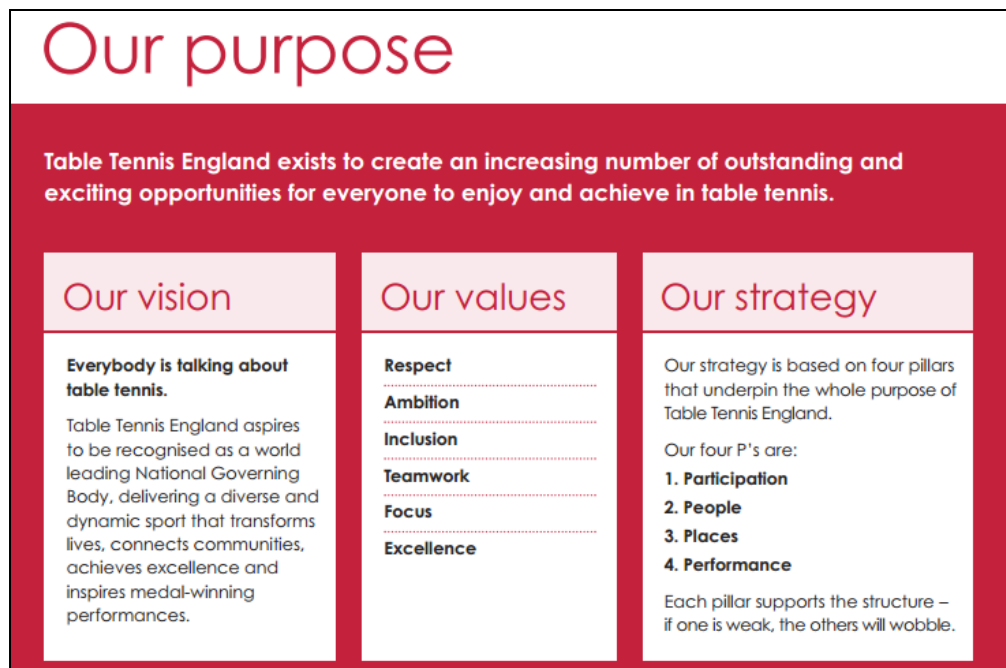 Our purpose
Table Tennis England exists to create an increasing number of outstanding and
exciting opportunities for everyone to enjoy and achieve in table tennis.
Our vision
Everybody is talking about
table tennis.
Table Tennis England aspires
to be recognised as a world
leading National Governing
Body, delivering a diverse and
dynamic sport that transforms
lives, connects communities,
achieves excellence and
inspires medal-winning
performances.
Our values
Respect
Ambition
Inclusion
Teamwork
Focus
Excellence
Our strategy
Our strategy is based on four pillars
that underpin the whole purpose of
Table Tennis England.
Our four P's are:
1. Participation
2. People
3. Places
4. Performance
Each pillar supports the structure –
if one is weak, the others will wobble.